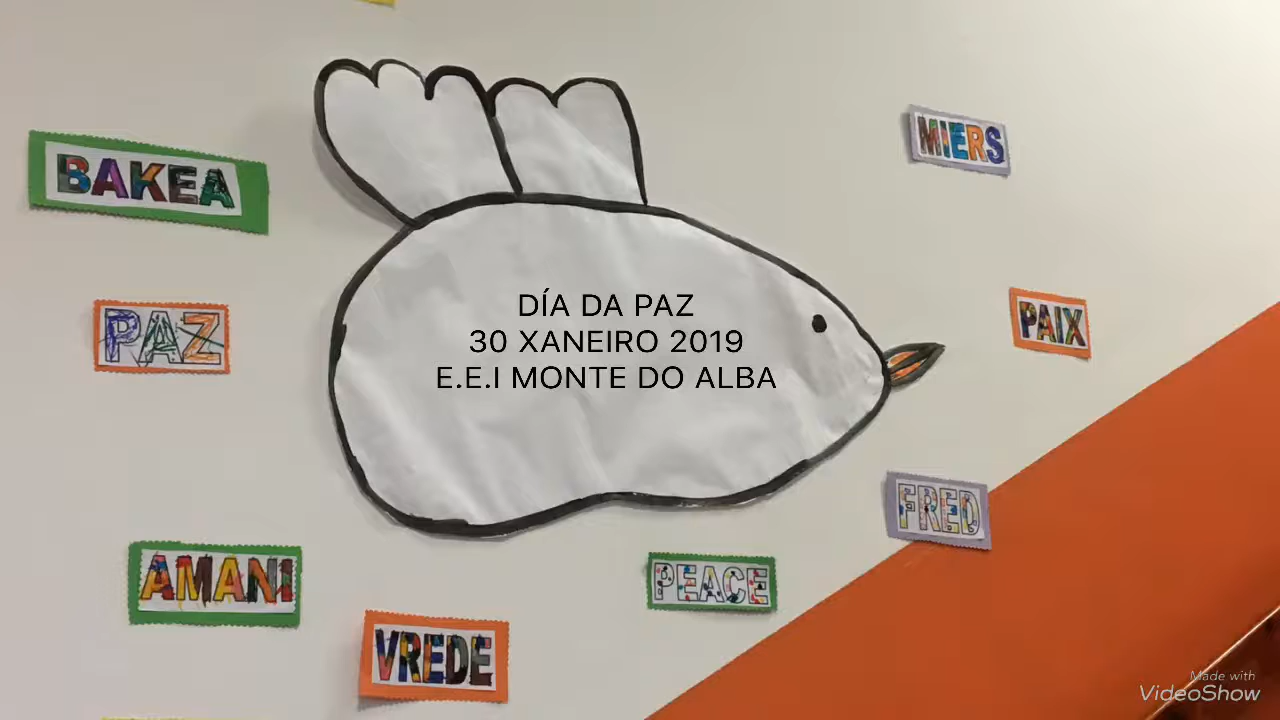 MIERS
BAKEA
DÍA DA PAZ
30 XANEIRO 2019
E.E.I MONTE DO ALBA
PAZ
PAIX
FRED
AMANI
PEACE
VREDE
Made with
VideoShow